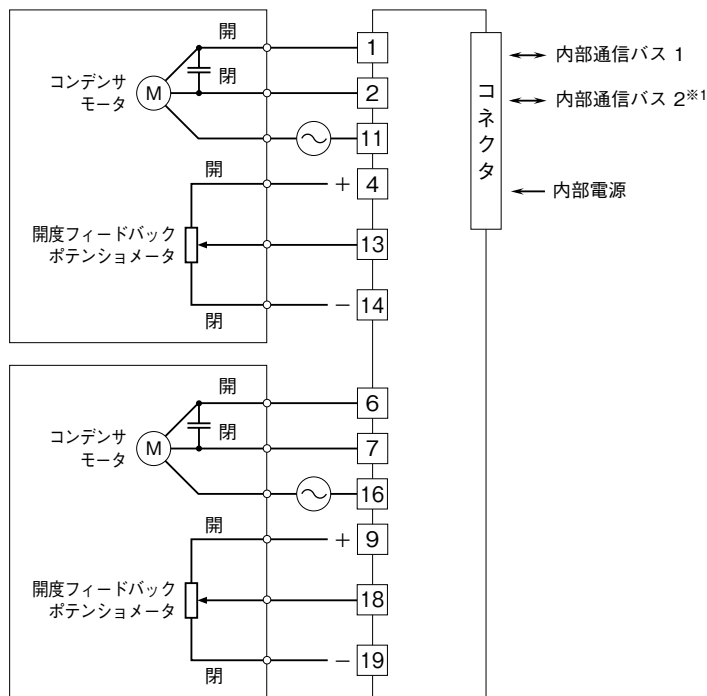 開
1
コネクタ
内部通信バス 1
コンデンサ
モータ
M
閉
2
内部通信バス 2※1
11
開
+ 4
内部電源
開度フィードバック
ポテンショメータ
13
閉
− 14
開
6
コンデンサ
モータ
M
閉
7
16
開
+ 9
開度フィードバック
ポテンショメータ
18
閉
− 19